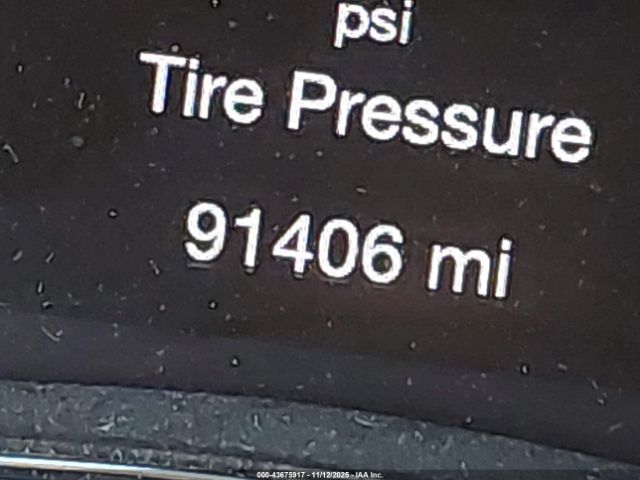 psi
Tire Pressure
91406 mi
000-43675917 - 11/12/2025 - IAA Inc.